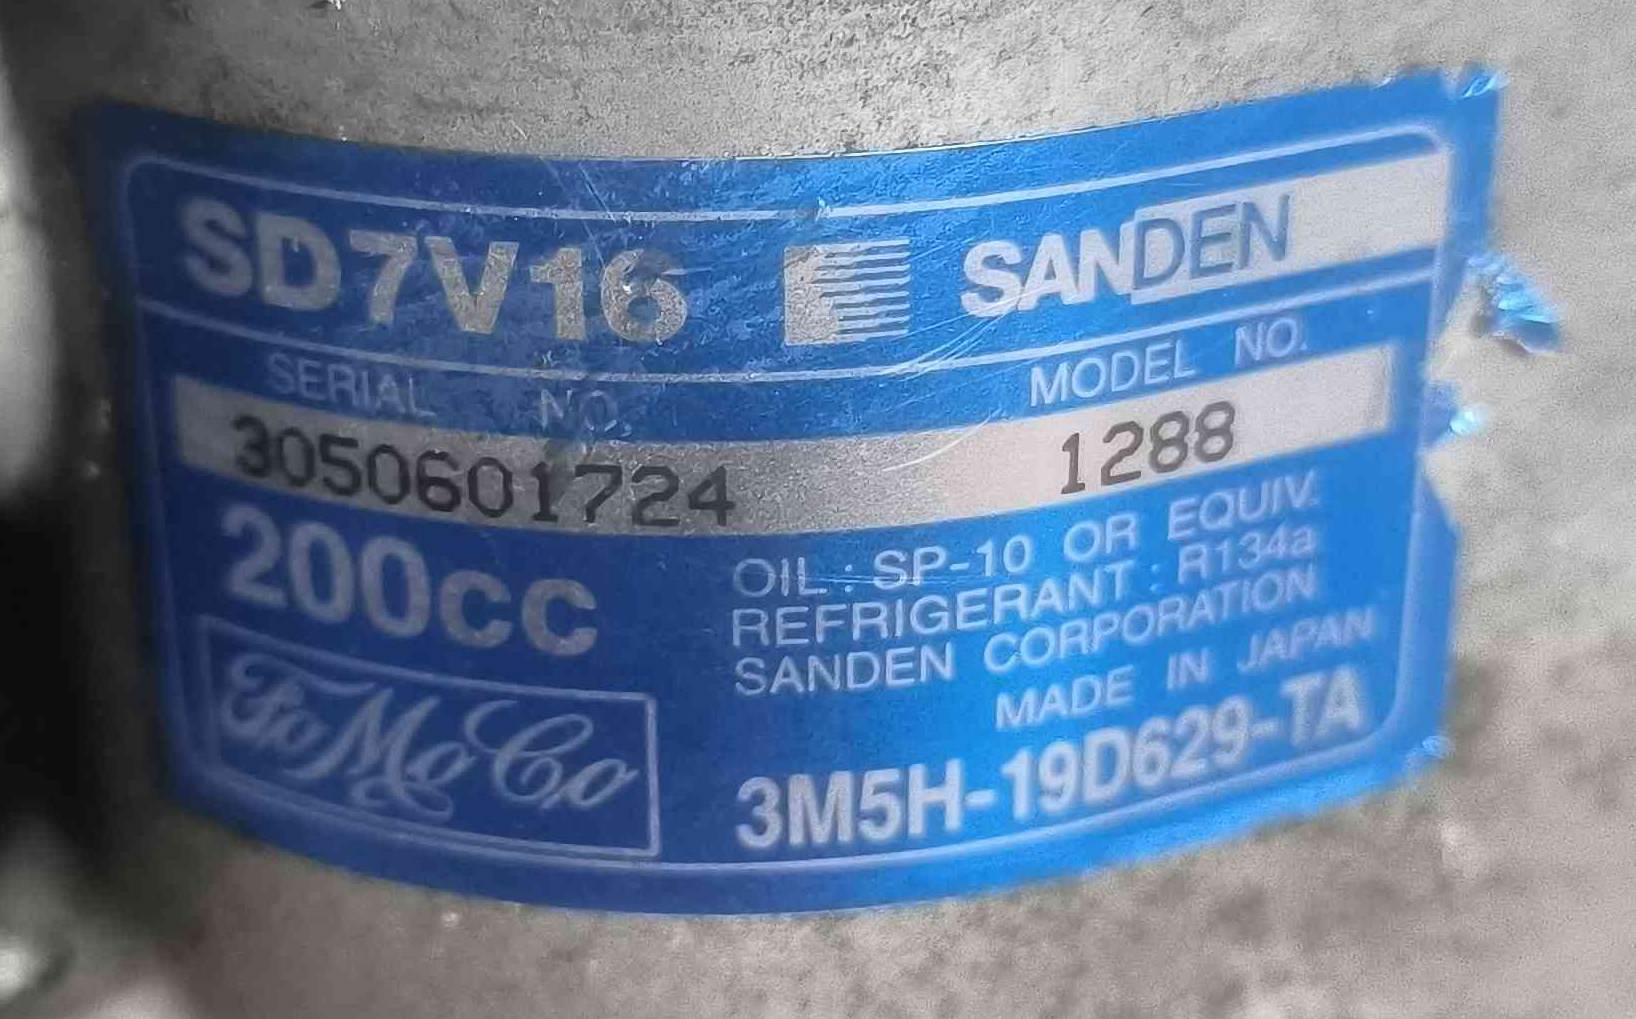 SD7V16 SANDEN
SERIAL NO. MODEL NO.
3050601724 1288
200cc
OIL : SP-10 OR EQUIV.
REFRIGERANT : R134a
SANDEN CORPORATION
MADE IN JAPAN
FoMoCo
3M5H-19D629-TA